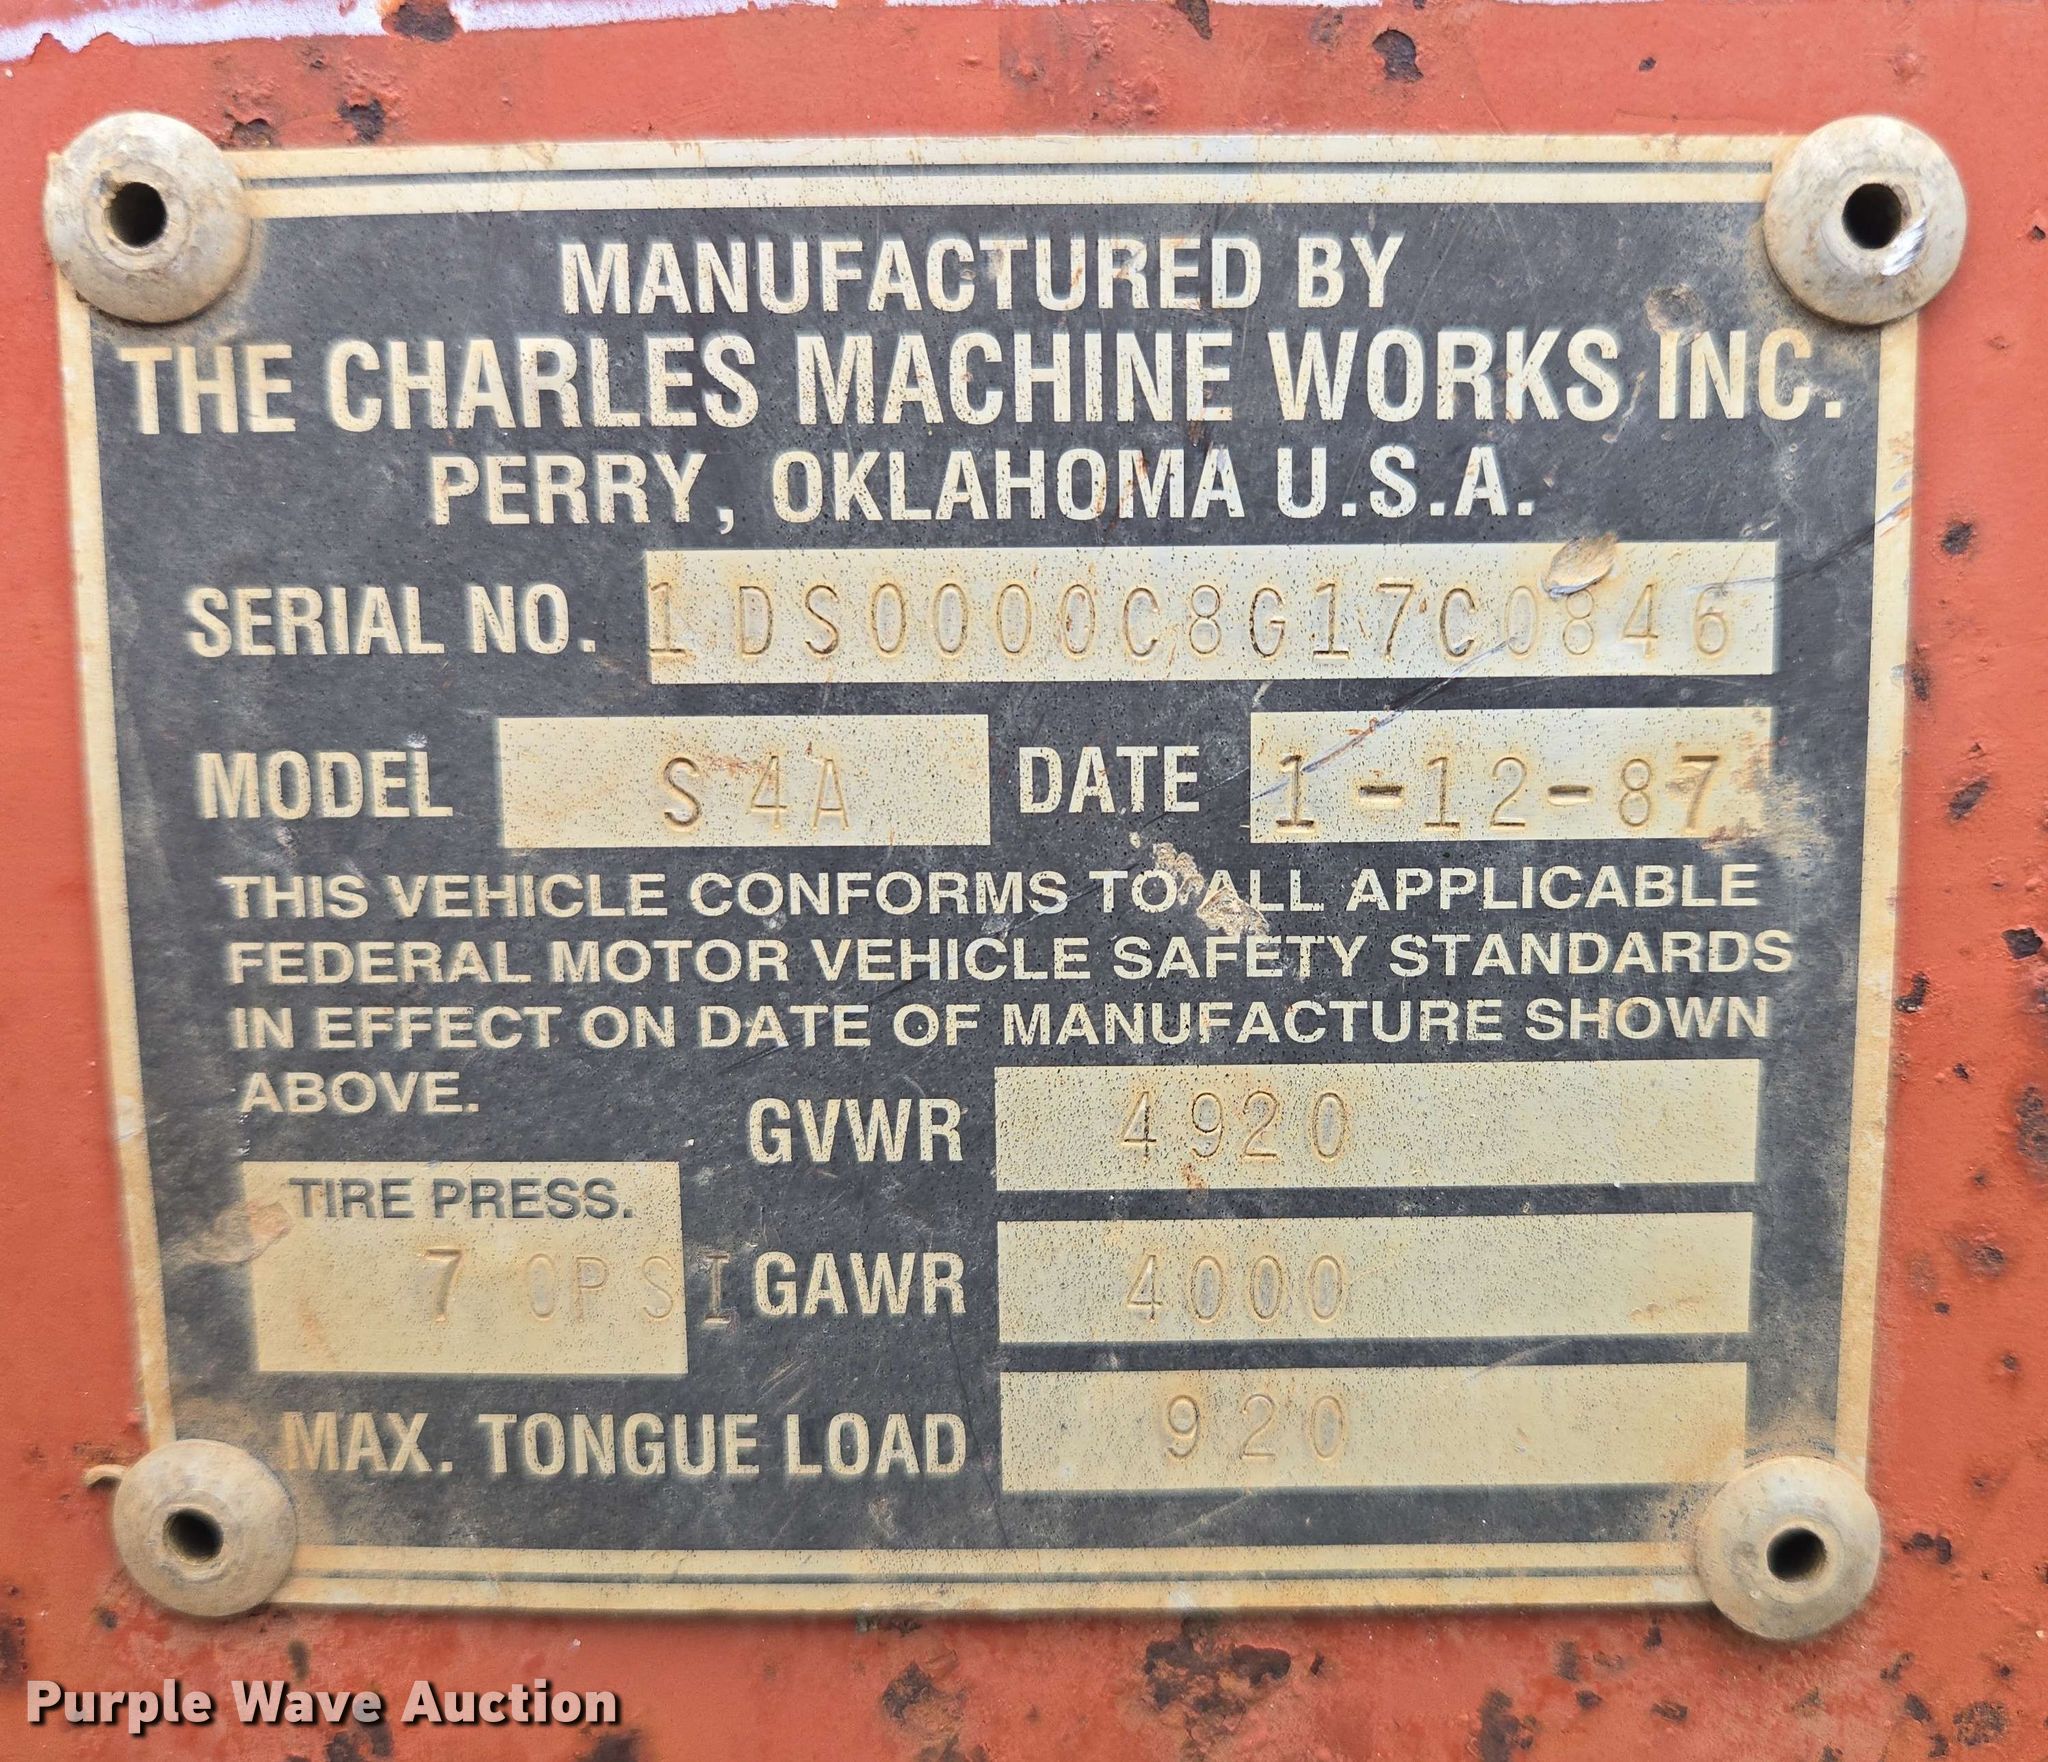 MANUFACTURED BY
THE CHARLES MACHINE WORKS INC.
PERRY, OKLAHOMA U.S.A.
SERIAL NO. 1DS0000C8G17C0846
MODEL S4A DATE 1-12-87
THIS VEHICLE CONFORMS TO ALL APPLICABLE
FEDERAL MOTOR VEHICLE SAFETY STANDARDS
IN EFFECT ON DATE OF MANUFACTURE SHOWN
ABOVE.
GVWR 4920
TIRE PRESS.
70PSI GAWR 4000
MAX. TONGUE LOAD 920
Purple Wave Auction